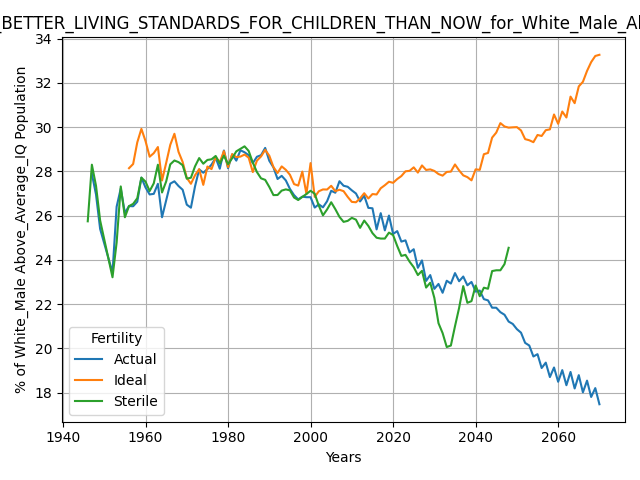 _BETTER_LIVING_STANDARDS_FOR_CHILDREN_THAN_NOW_for_White_Male_Al
% of White_Male Above_Average_IQ Population
34
32
30
28
26
24
22
20
18
Fertility
Actual
Ideal
Sterile
1940
1960
1980
2000
2020
2040
2060
Years